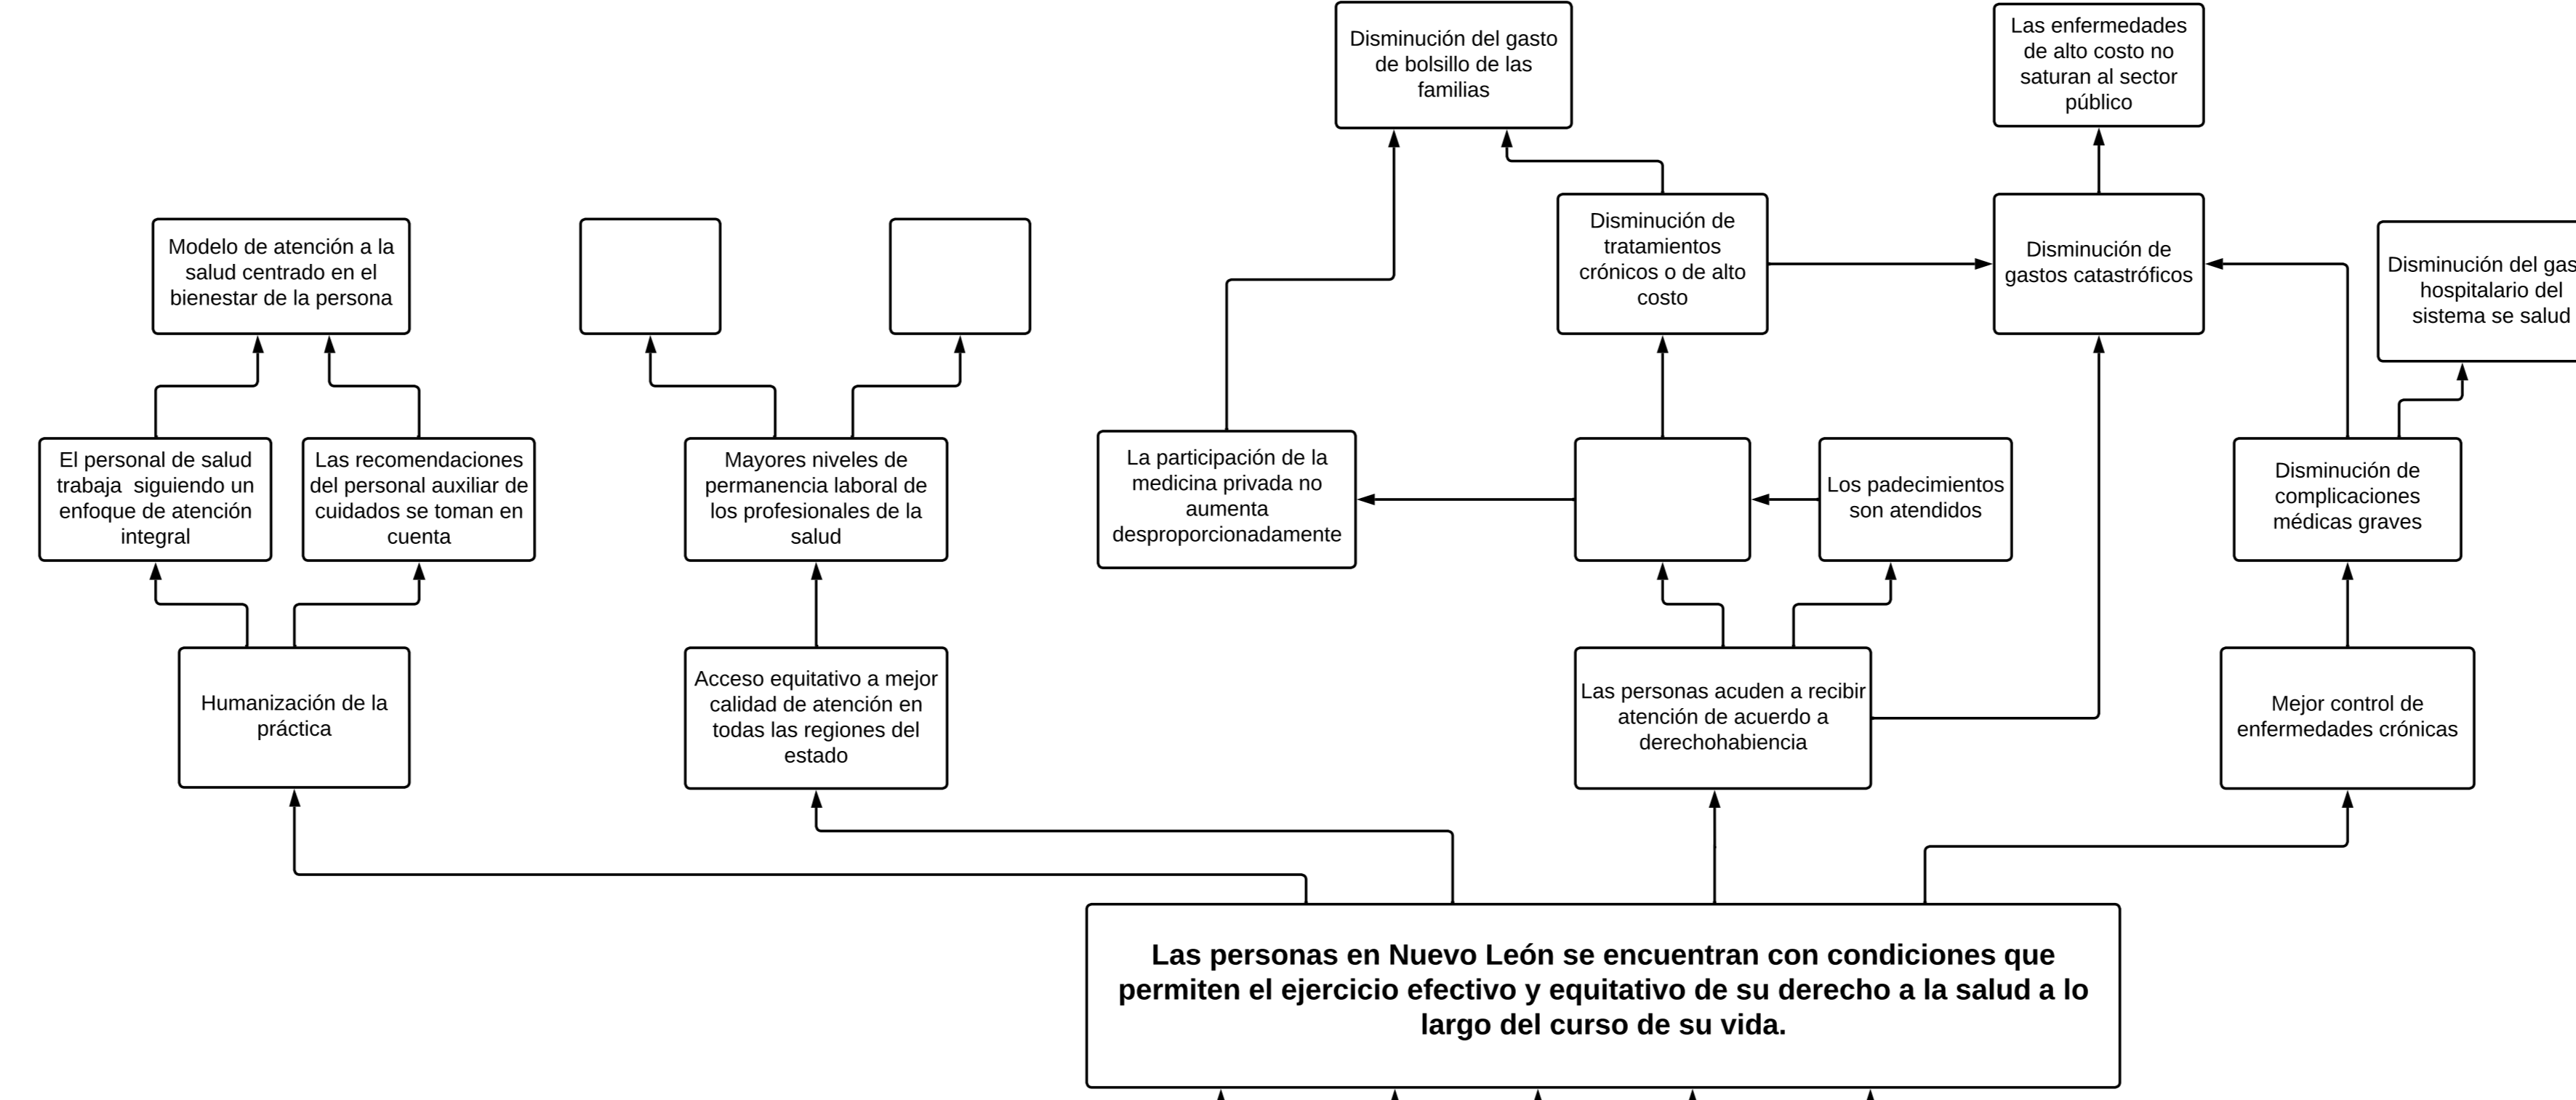 Disminución del gasto
de bolsillo de las
familias
Las enfermedades
de alto costo no
saturan al sector
público
Modelo de atención a la
salud centrado en el
bienestar de la persona
Disminución de
tratamientos
crónicos o de alto
costo
Disminución de
gastos catastróficos
Disminución del
hospitalario del
sistema se salud
El personal de salud
trabaja siguiendo un
enfoque de atención
integral
Las recomendaciones
del personal auxiliar de
cuidados se toman en
cuenta
Mayores niveles de
permanencia laboral de
los profesionales de la
salud
La participación de la
medicina privada no
aumenta
desproporcionadamente
Los padecimientos
son atendidos
Disminución de
complicaciones
médicas graves
Humanización de la
práctica
Acceso equitativo a mejor
calidad de atención en
todas las regiones del
estado
Las personas acuden a recibir
atención de acuerdo a
derechohabiencia
Mejor control de
enfermedades crónicas
Las personas en Nuevo León se encuentran con condiciones que
permiten el ejercicio efectivo y equitativo de su derecho a la salud a lo
largo del curso de su vida.